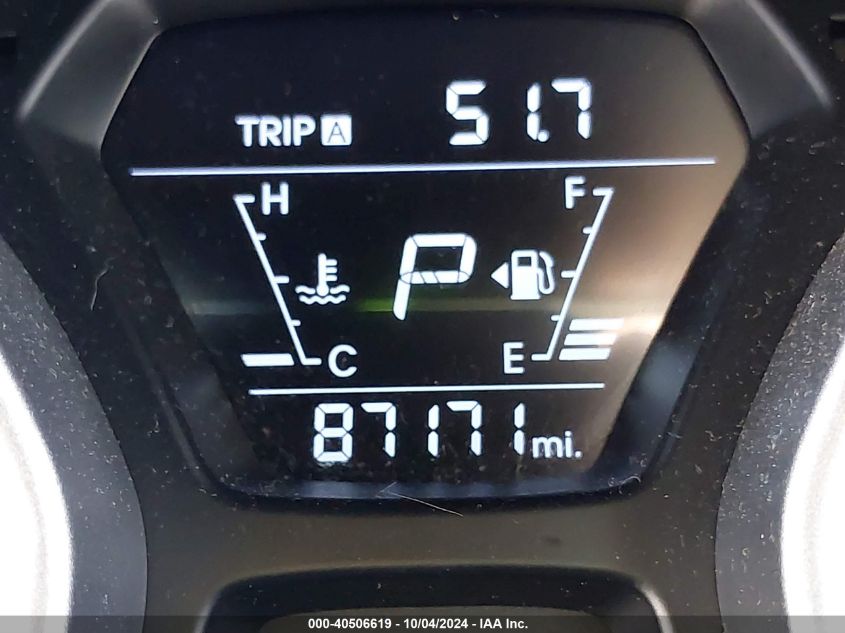 TRIP A 51.7
H F
P
C E
87171 mi.
000-40506619 - 10/04/2024 - IAA Inc.